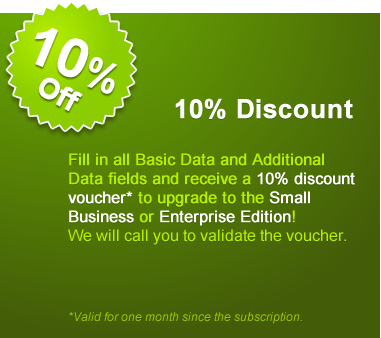 10%
Off
10% Discount
Fill in all Basic Data and Additional
Data fields and receive a 10% discount
voucher* to upgrade to the Small
Business or Enterprise Edition!
We will call you to validate the voucher.
*Valid for one month since the subscription.